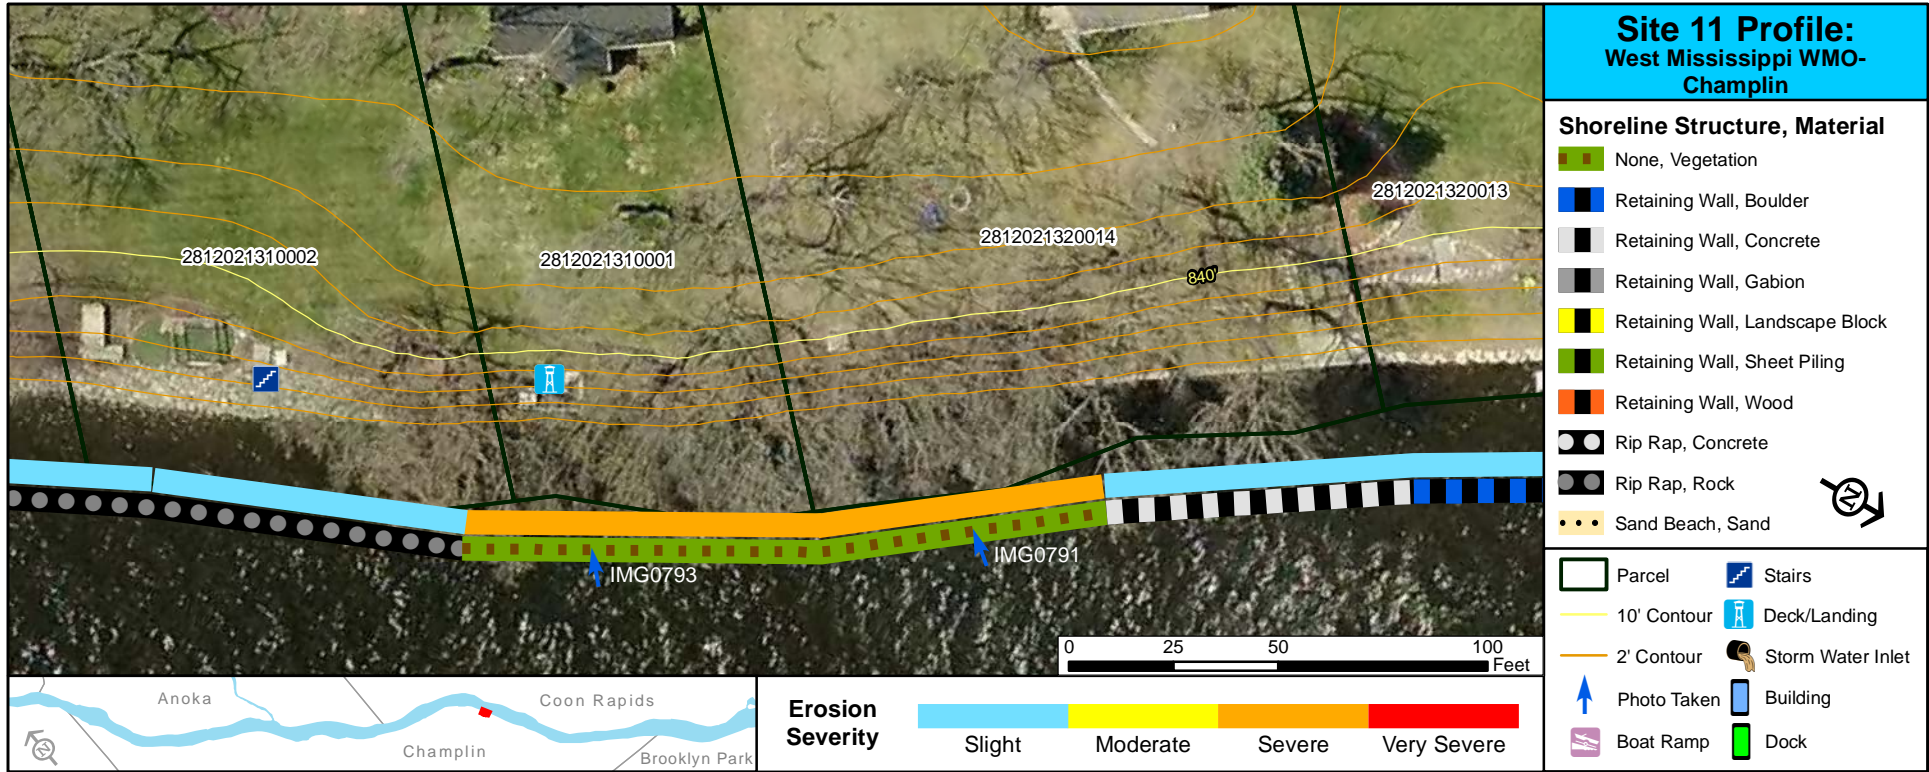 Site 11 Profile:
West Mississippi WMO-
Champlin
Shoreline Structure, Material
None, Vegetation
Retaining Wall, Boulder
Retaining Wall, Concrete
Retaining Wall, Gabion
Retaining Wall, Landscape Block
Retaining Wall, Sheet Piling
Retaining Wall, Wood
Rip Rap, Concrete
Rip Rap, Rock
Sand Beach, Sand
N
Parcel
Stairs
10' Contour
Deck/Landing
2' Contour
Storm Water Inlet
Photo Taken
Building
Boat Ramp
Dock
2812021320013
2812021320014
2812021310002
2812021310001
840'
IMG0791
IMG0793
0 25 50 100
Feet
Anoka
Coon Rapids
Champlin
Brooklyn Park
N
Erosion
Severity
Slight
Moderate
Severe
Very Severe